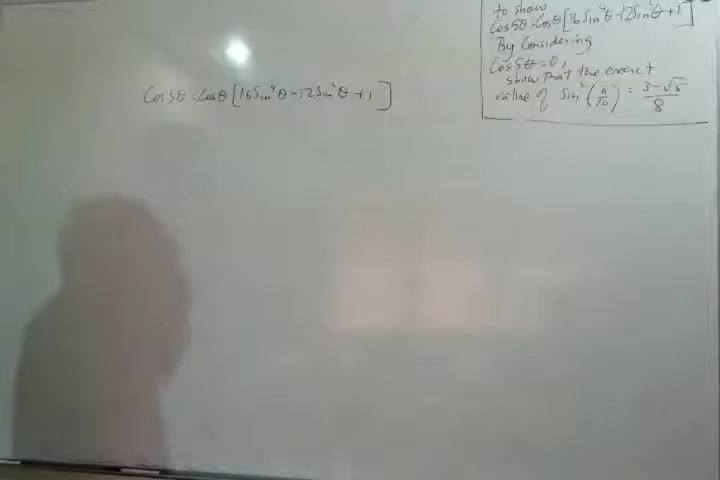 to show
Cos5θ = Cosθ[16Sin⁴θ-12Sin²θ+1]
By Considering
Cos5θ=0,
show that the exact
value of Sin²(π/10) = (3-√5)/8
Cos5θ = Cosθ[16Sin⁴θ-12Sin²θ+1]